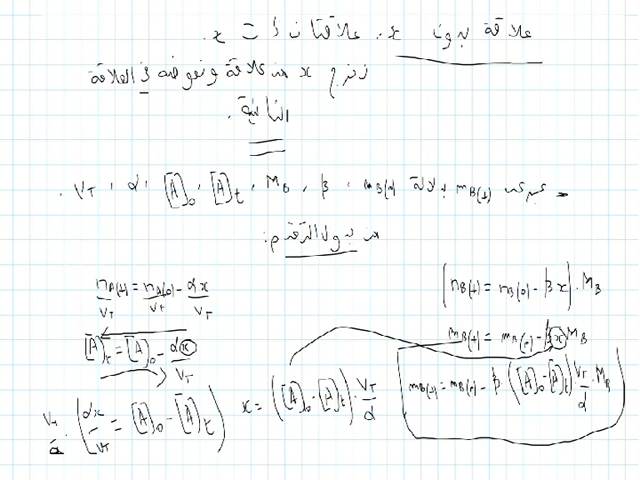 علاقة بدون x. علاقتان ذات x.
نخرج x من علاقة ونعوضه في العلاقة
الثانية.
عبر عن m_B(t) بدلالة m_B(0) ، β ، M_B ، [A]_t ، [A]_0 ، α ، V_T .
من جدول التقدم:
n_A(t)/V_T = n_A(0)/V_T - αx/V_T
[A]_t = [A]_0 - αx/V_T
V_T/α · (αx/V_T = [A]_0 - [A]_t)
x = ([A]_0 - [A]_t) · V_T/α
(n_B(t) = n_B(0) - βx) · M_B
m_B(t) = m_B(0) - βx M_B
m_B(t) = m_B(0) - β · ([A]_0 - [A]_t) V_T/α · M_B